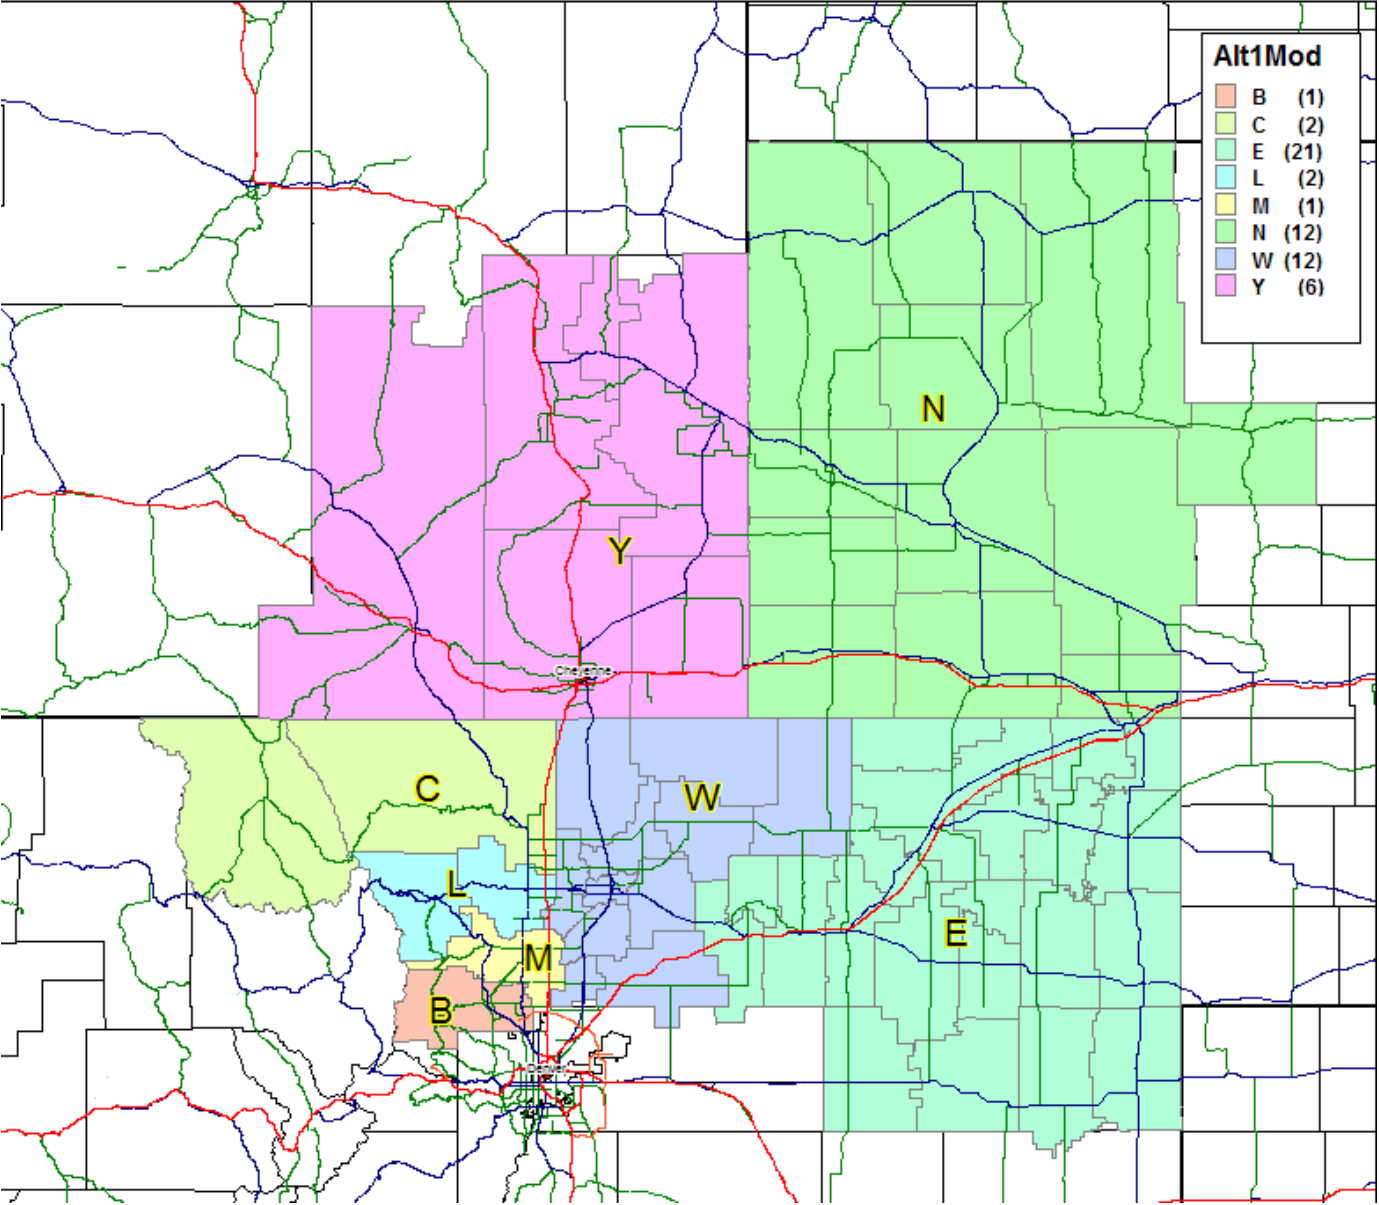 Alt1Mod
B (1)
C (2)
E (21)
L (2)
M (1)
N (12)
W (12)
Y (6)
N
Y
Cheyenne
C
W
L
E
M
B
Denver